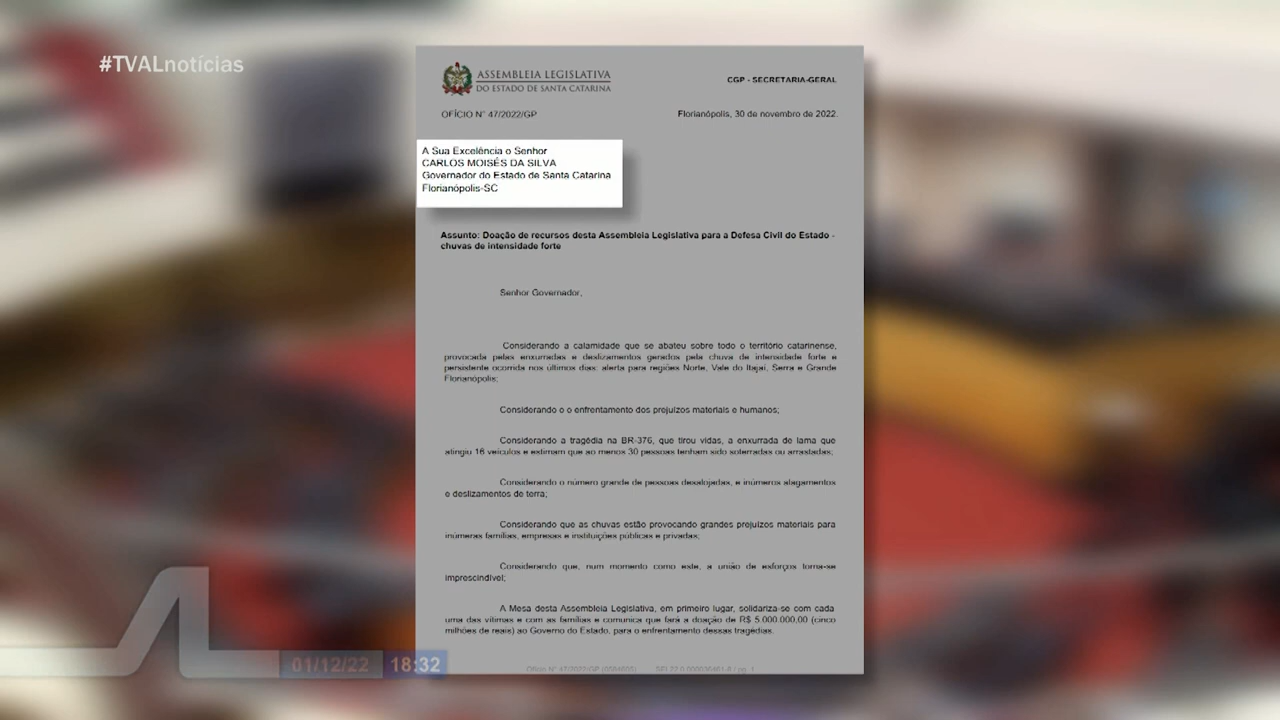 #TVALnotícias
ASSEMBLEIA LEGISLATIVA
DO ESTADO DE SANTA CATARINA
CGP - SECRETARIA-GERAL
OFÍCIO N° 47/2022/GP
Florianópolis, 30 de novembro de 2022.
A Sua Excelência o Senhor
CARLOS MOISÉS DA SILVA
Governador do Estado de Santa Catarina
Florianópolis-SC
Assunto: Doação de recursos desta Assembleia Legislativa para a Defesa Civil do Estado -
chuvas de intensidade forte
Senhor Governador,
Considerando a calamidade que se abateu sobre todo o território catarinense,
provocada pelas enxurradas e deslizamentos gerados pela chuva de intensidade forte e
persistente ocorrida nos últimos dias: alerta para regiões Norte, Vale do Itajaí, Serra e Grande
Florianópolis;
Considerando o o enfrentamento dos prejuízos materiais e humanos;
Considerando a tragédia na BR-376, que tirou vidas, a enxurrada de lama que
atingiu 16 veículos e estimam que ao menos 30 pessoas tenham sido soterradas ou arrastadas;
Considerando o número grande de pessoas desalojadas, e inúmeros alagamentos
e deslizamentos de terra;
Considerando que as chuvas estão provocando grandes prejuízos materiais para
inúmeras famílias, empresas e instituições públicas e privadas;
Considerando que, num momento como este, a união de esforços torna-se
imprescindível;
A Mesa desta Assembleia Legislativa, em primeiro lugar, solidariza-se com cada
uma das vítimas e com as famílias e comunica que fará a doação de R$ 5.000.000,00 (cinco
milhões de reais) ao Governo do Estado, para o enfrentamento dessas tragédias.
Ofício N° 47/2022/GP
pg. 1
01/12/22 18:32